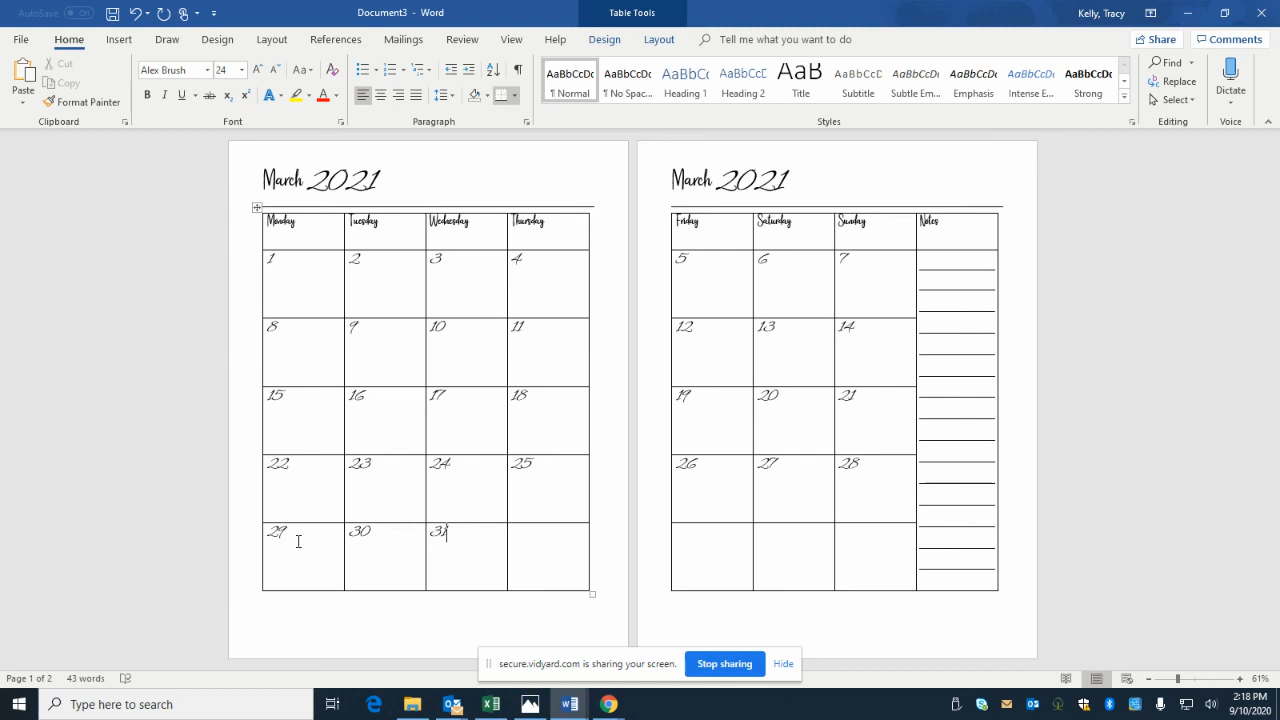 AutoSave Off Document3 - Word Table Tools Kelly, Tracy
File Home Insert Draw Design Layout References Mailings Review View Help Design Layout Tell me what you want to do Share Comments
Paste Cut Copy Format Painter Clipboard
Alex Brush 24 Font
Paragraph
AaBbCcDc AaBbCcDc AaBbCc AaBbCcC AaB AaBbCcD AaBbCcDc AaBbCcDc AaBbCcDc AaBbCcDc
¶ Normal ¶ No Spac... Heading 1 Heading 2 Title Subtitle Subtle Em... Emphasis Intense E... Strong
Styles
Find Replace Select Editing
Dictate Voice
March 2021
Monday Tuesday Wednesday Thursday
1 2 3 4
8 9 10 11
15 16 17 18
22 23 24 25
29 30 31
March 2021
Friday Saturday Sunday Notes
5 6 7
12 13 14
19 20 21
26 27 28
secure.vidyard.com is sharing your screen. Stop sharing Hide
Page 1 of 2 43 words 61%
Type here to search
2:18 PM
9/10/2020